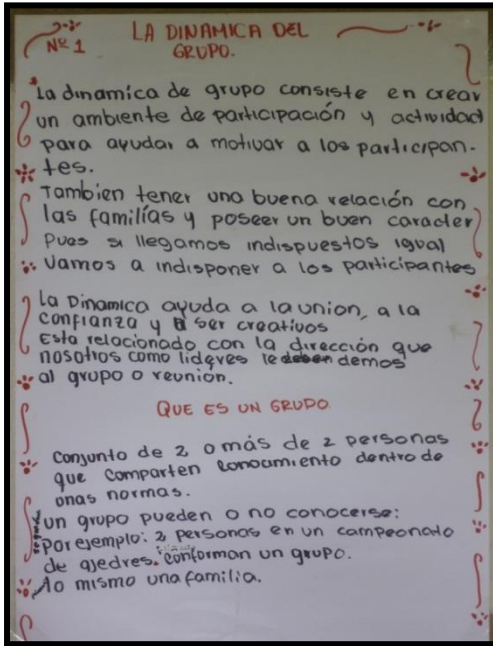 Nº 1
LA DINAMICA DEL
GRUPO.
La dinamica de grupo consiste en crear
un ambiente de participación y actividad
para ayudar a motivar a los participan-
tes.
Tambien tener una buena relación con
las familías y poseer un buen caracter
pues si llegamos indispuestos igual
vamos a indisponer a los participantes
La Dinamica ayuda a la union, a la
confianza y a ser creativos
Esta relacionado con la dirección que
nosotros como lideres le demos
al grupo o reunion.
QUE ES UN GRUPO
Conjunto de 2 o más de 2 personas
que comparten conocimiento dentro de
unas normas.
un grupo pueden o no conocerse:
Por ejemplo: 2 personas en un campeonato
de ajedres. conforman un grupo.
lo mismo una familia.